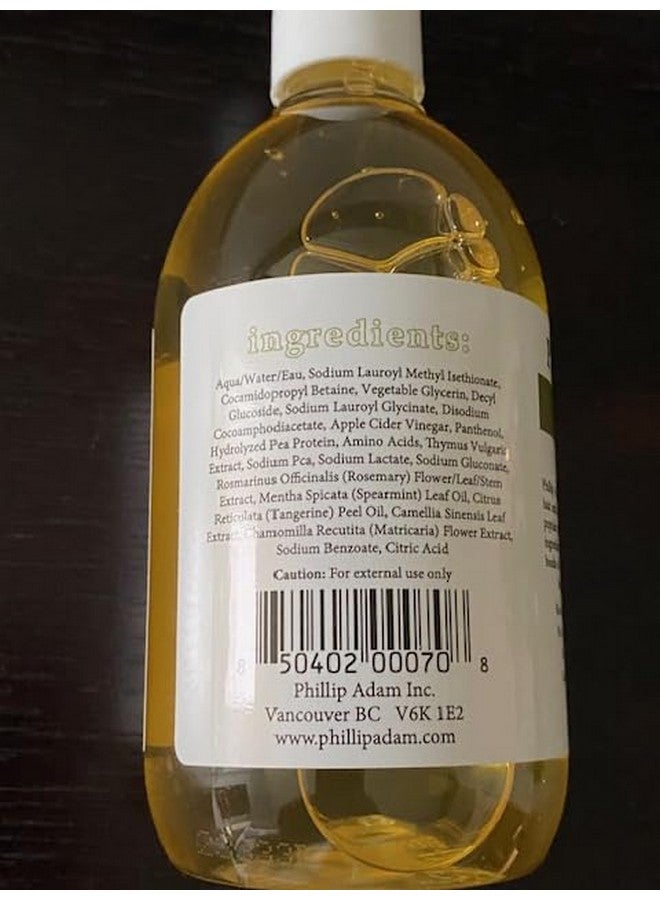 ingredients:
Aqua/Water/Eau, Sodium Lauroyl Methyl Isethionate,
Cocamidopropyl Betaine, Vegetable Glycerin, Decyl
Glucoside, Sodium Lauroyl Glycinate, Disodium
Cocoamphodiacetate, Apple Cider Vinegar, Panthenol,
Hydrolyzed Pea Protein, Amino Acids, Thymus Vulgaris
Extract, Sodium Pca, Sodium Lactate, Sodium Gluconate,
Rosmarinus Officinalis (Rosemary) Flower/Leaf/Stem
Extract, Mentha Spicata (Spearmint) Leaf Oil, Citrus
Reticulata (Tangerine) Peel Oil, Camellia Sinensis Leaf
Extract, Chamomilla Recutita (Matricaria) Flower Extract,
Sodium Benzoate, Citric Acid
Caution: For external use only
8 50402 00070 8
Phillip Adam Inc.
Vancouver BC V6K 1E2
www.phillipadam.com